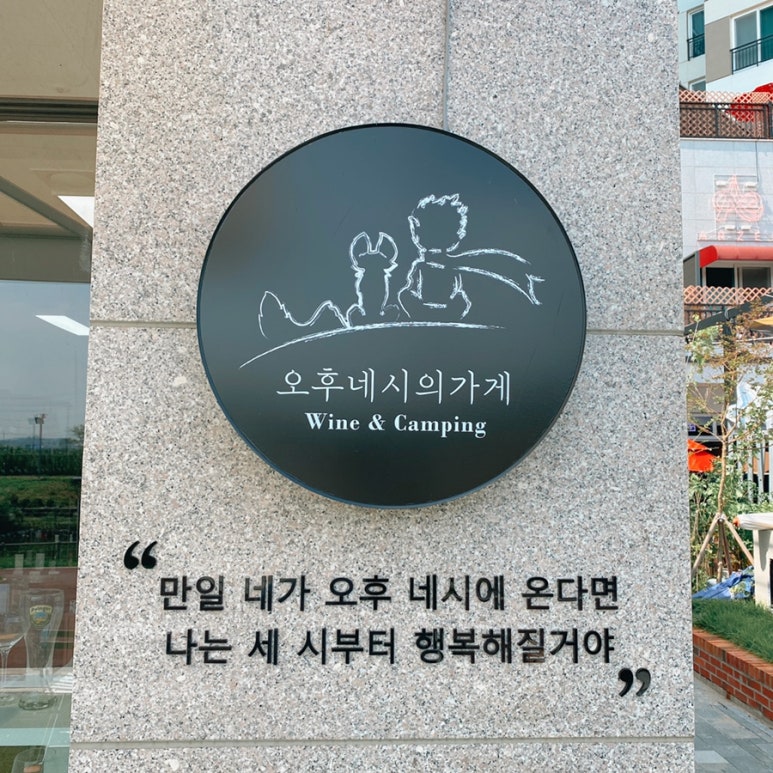 오후네시의가게
Wine & Camping
“만일 네가 오후 네시에 온다면
나는 세 시부터 행복해질거야”